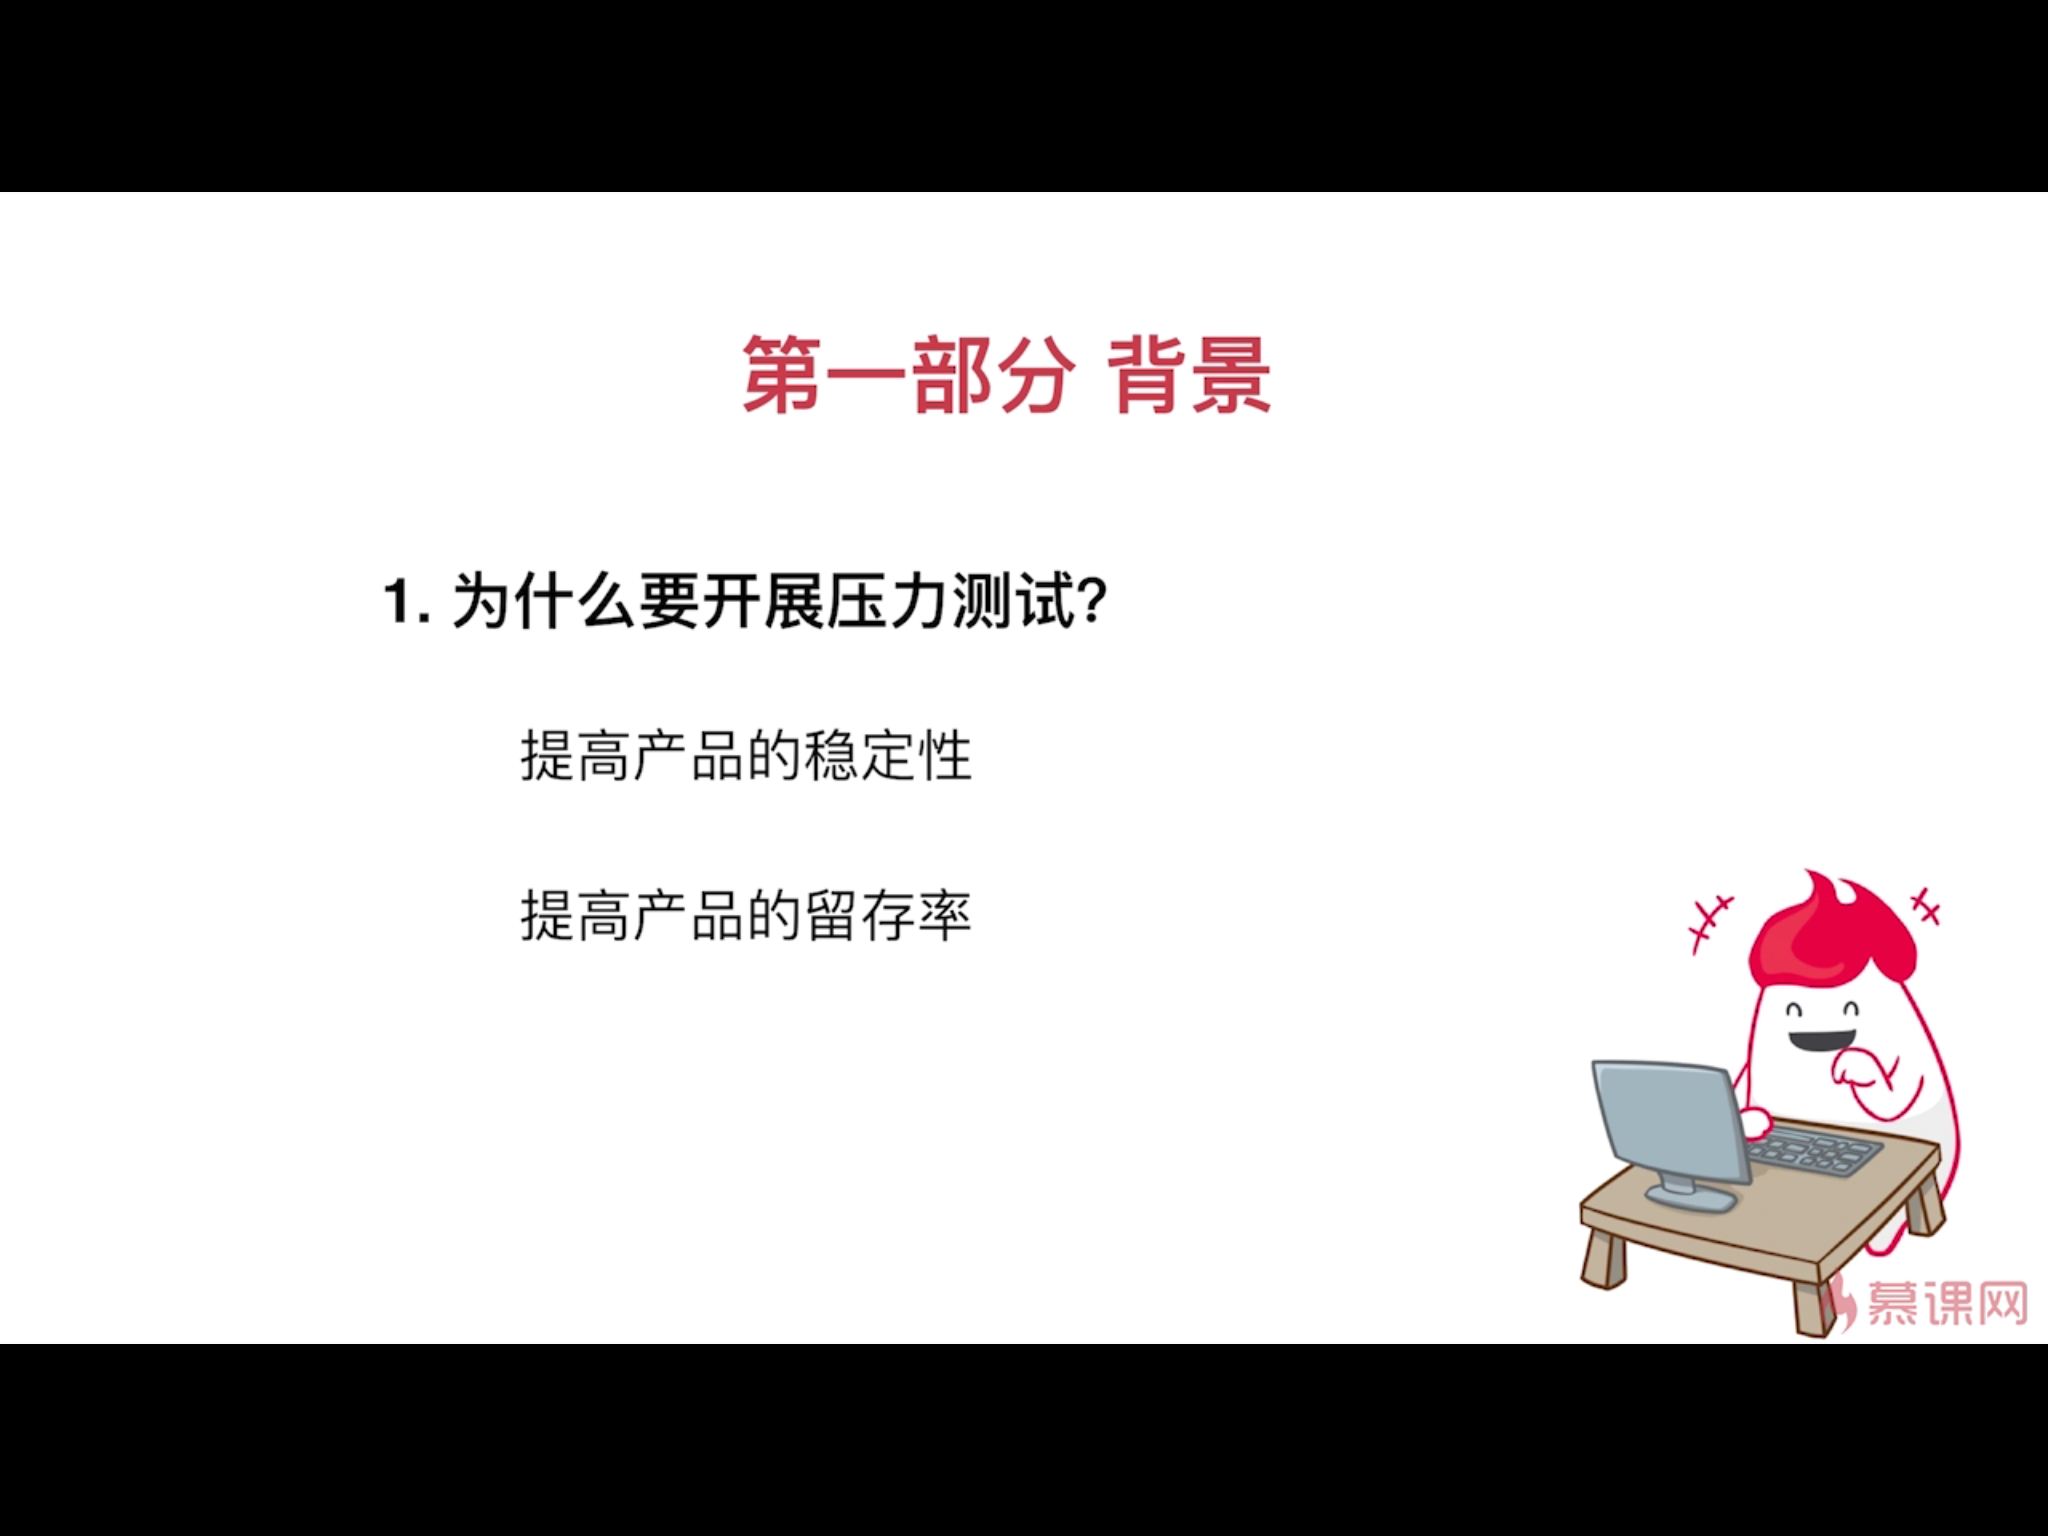 第一部分 背景
1. 为什么要开展压力测试?
提高产品的稳定性
提高产品的留存率
慕课网